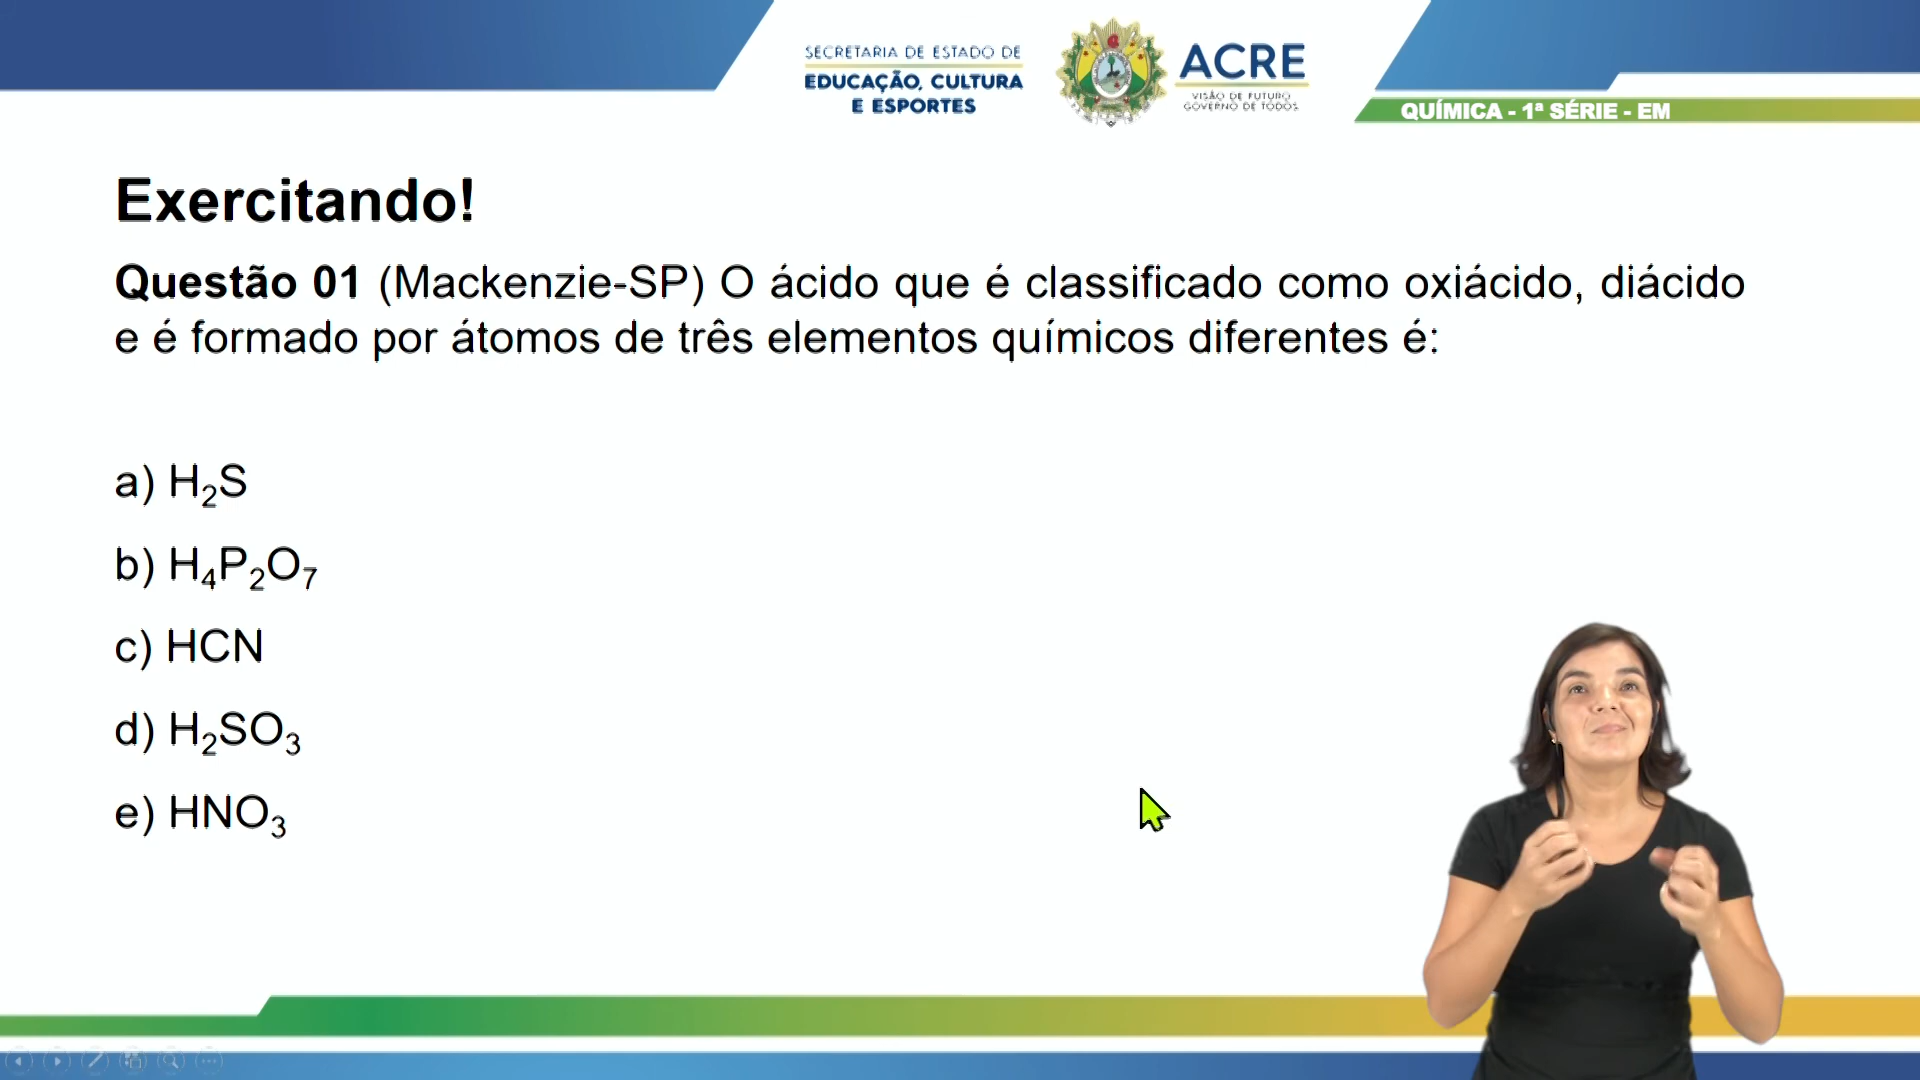 SECRETARIA DE ESTADO DE
EDUCAÇÃO, CULTURA
E ESPORTES
ACRE
VISÃO DE FUTURO
GOVERNO DE TODOS
QUÍMICA - 1ª SÉRIE - EM
Exercitando!
Questão 01 (Mackenzie-SP) O ácido que é classificado como oxiácido, diácido
e é formado por átomos de três elementos químicos diferentes é:
a) H₂S
b) H₄P₂O₇
c) HCN
d) H₂SO₃
e) HNO₃